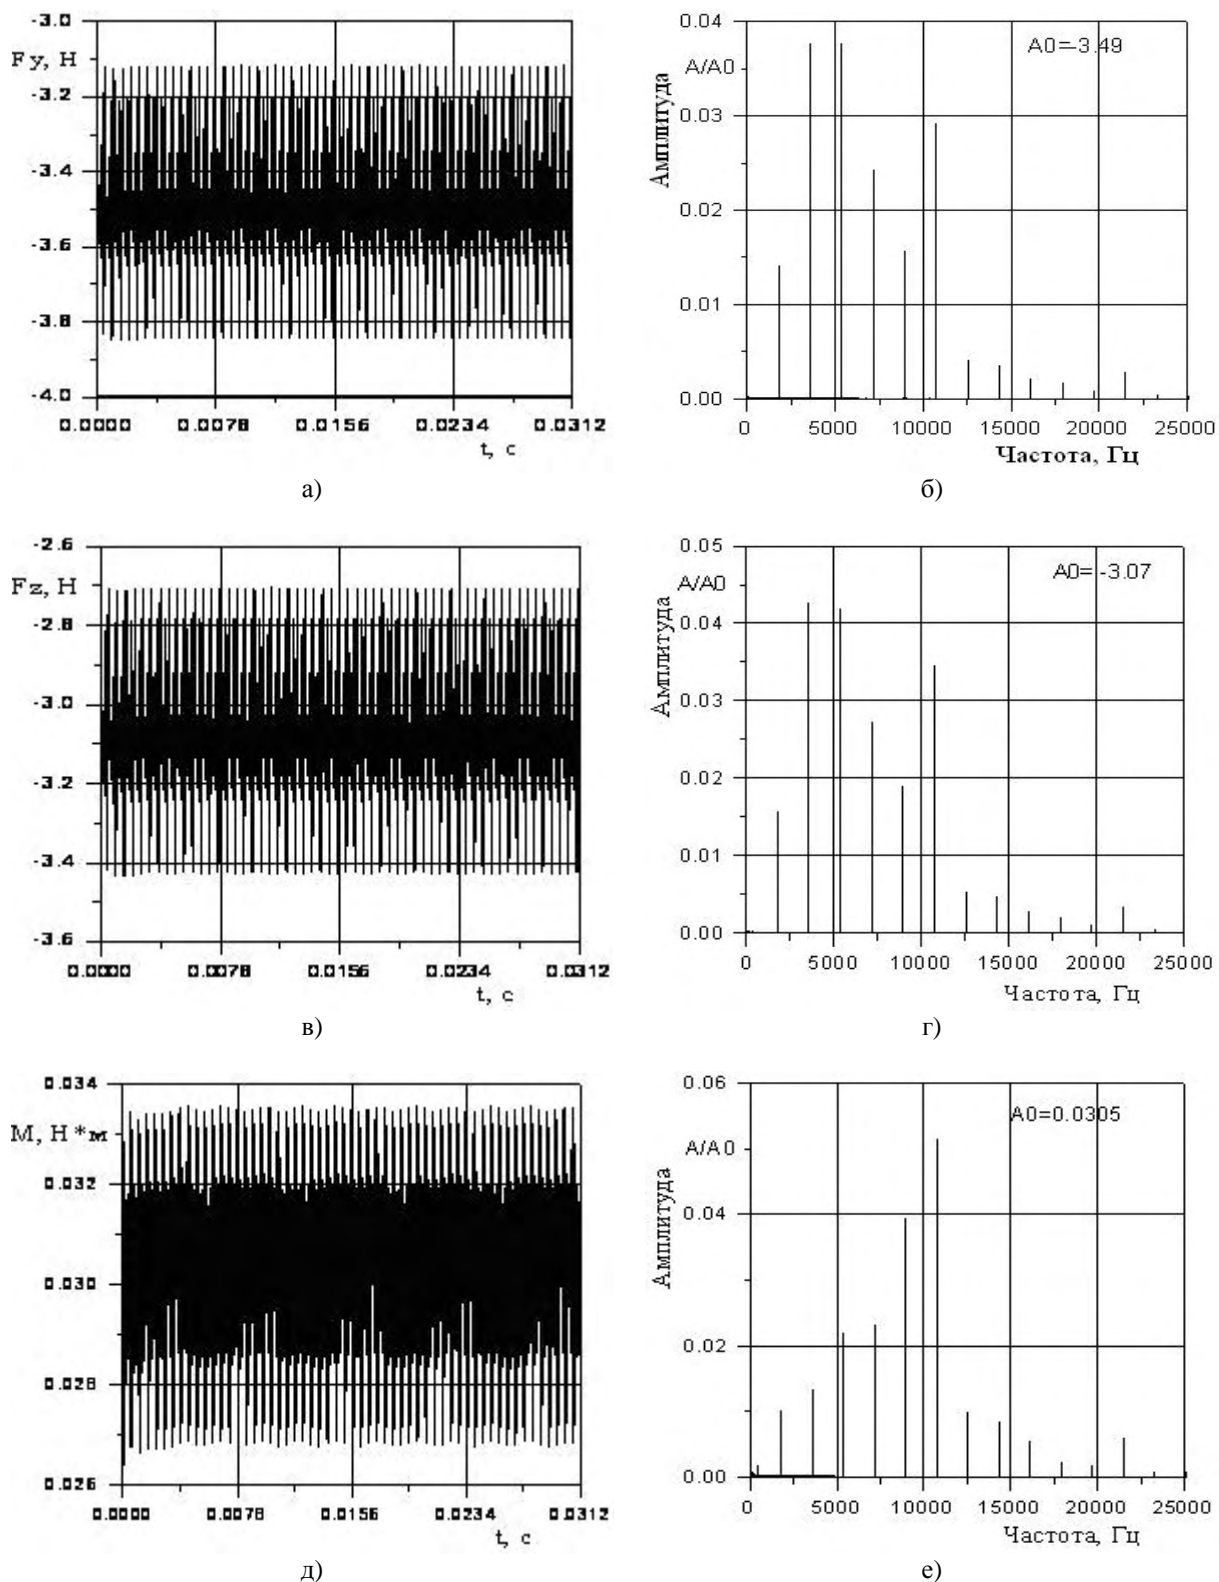 -3.0
Fy, Н
-3.2
-3.4
-3.6
-3.8
-4.0
0.0000 0.0078 0.0156 0.0234 0.0312
t, с
а)
0.04
A0=-3.49
A/A0
Амплитуда
0.03
0.02
0.01
0.00
0 5000 10000 15000 20000 25000
Частота, Гц
б)
-2.6
Fz, Н
-2.8
-3.0
-3.2
-3.4
-3.6
0.0000 0.0078 0.0156 0.0234 0.0312
t, с
в)
0.05
A0= -3.07
A/A0
Амплитуда
0.04
0.03
0.02
0.01
0.00
0 5000 10000 15000 20000 25000
Частота, Гц
г)
0.034
М, Н*м
0.032
0.030
0.028
0.026
0.0000 0.0078 0.0156 0.0234 0.0312
t, с
д)
0.06
A0=0.0305
A/A0
Амплитуда
0.04
0.02
0.00
0 5000 10000 15000 20000 25000
Частота, Гц
е)